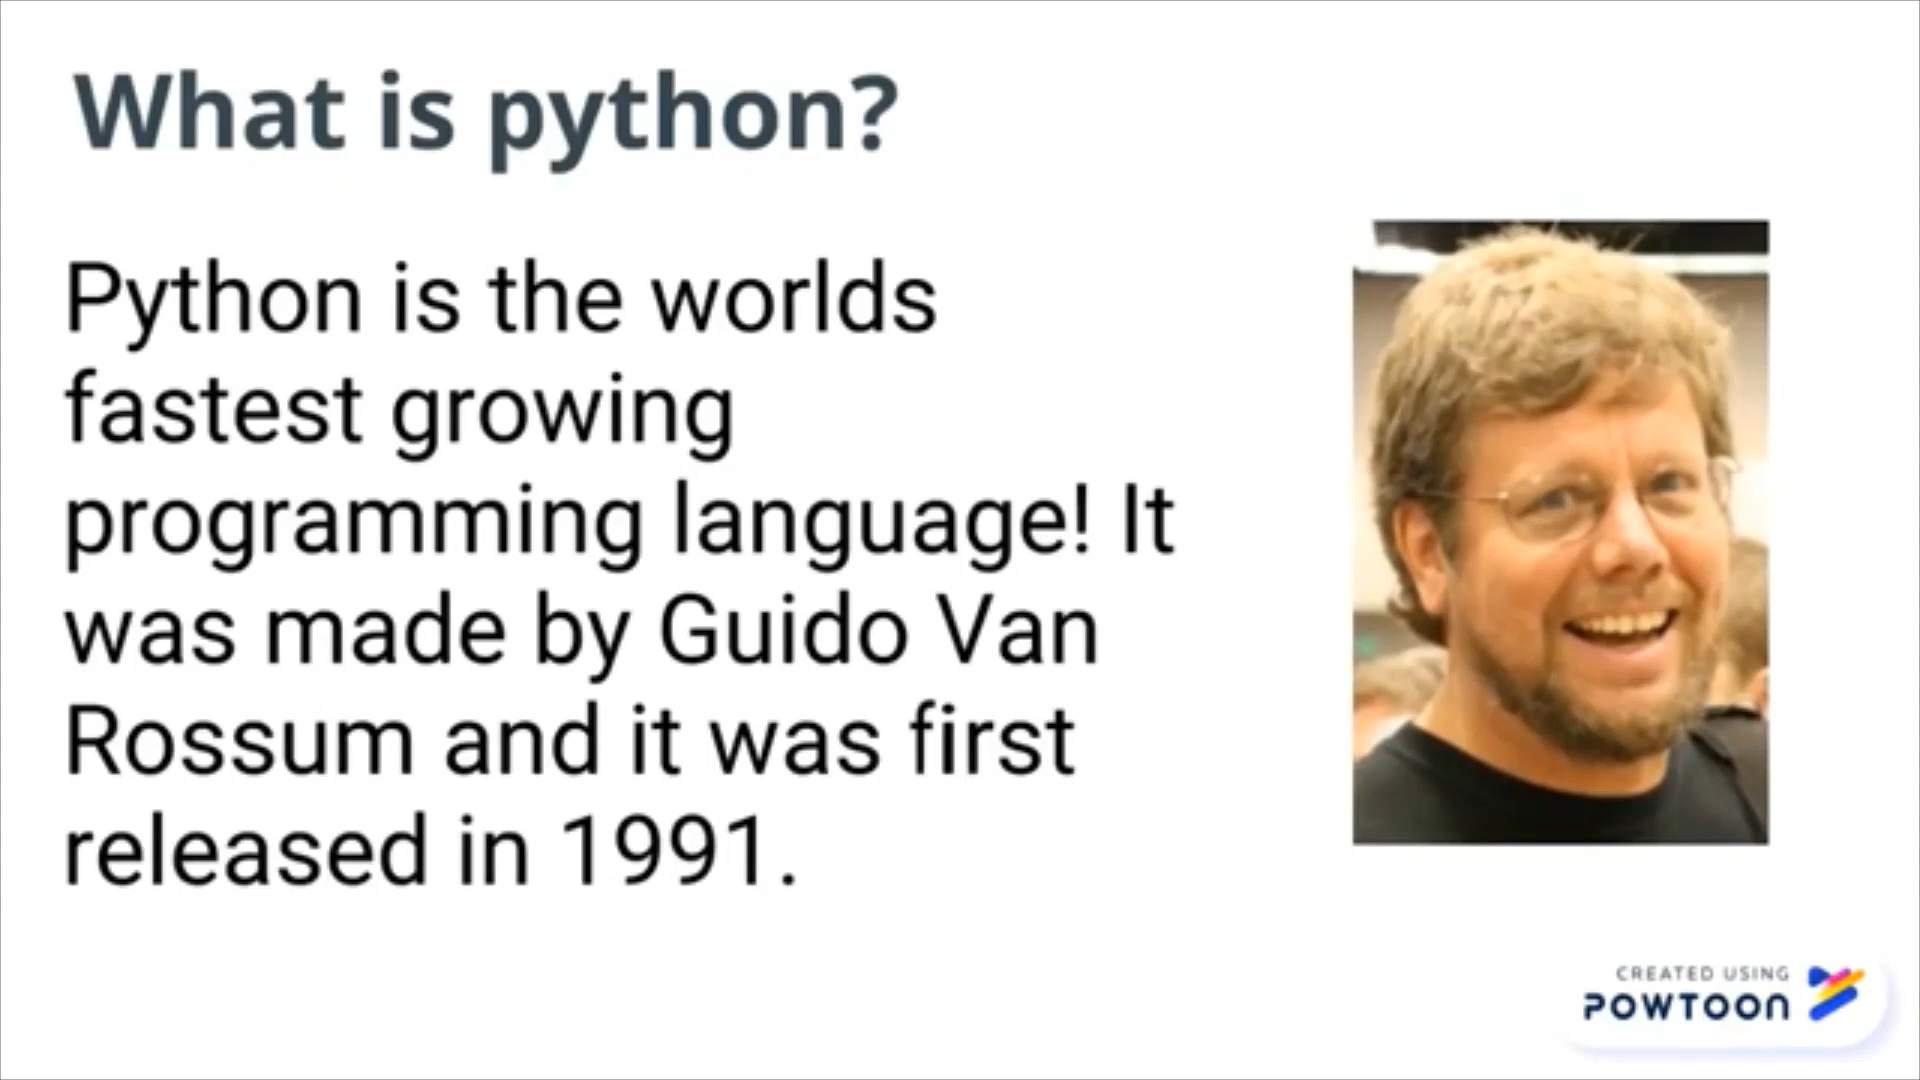 What is python?
Python is the worlds
fastest growing
programming language! It
was made by Guido Van
Rossum and it was first
released in 1991.
CREATED USING
POWTOON